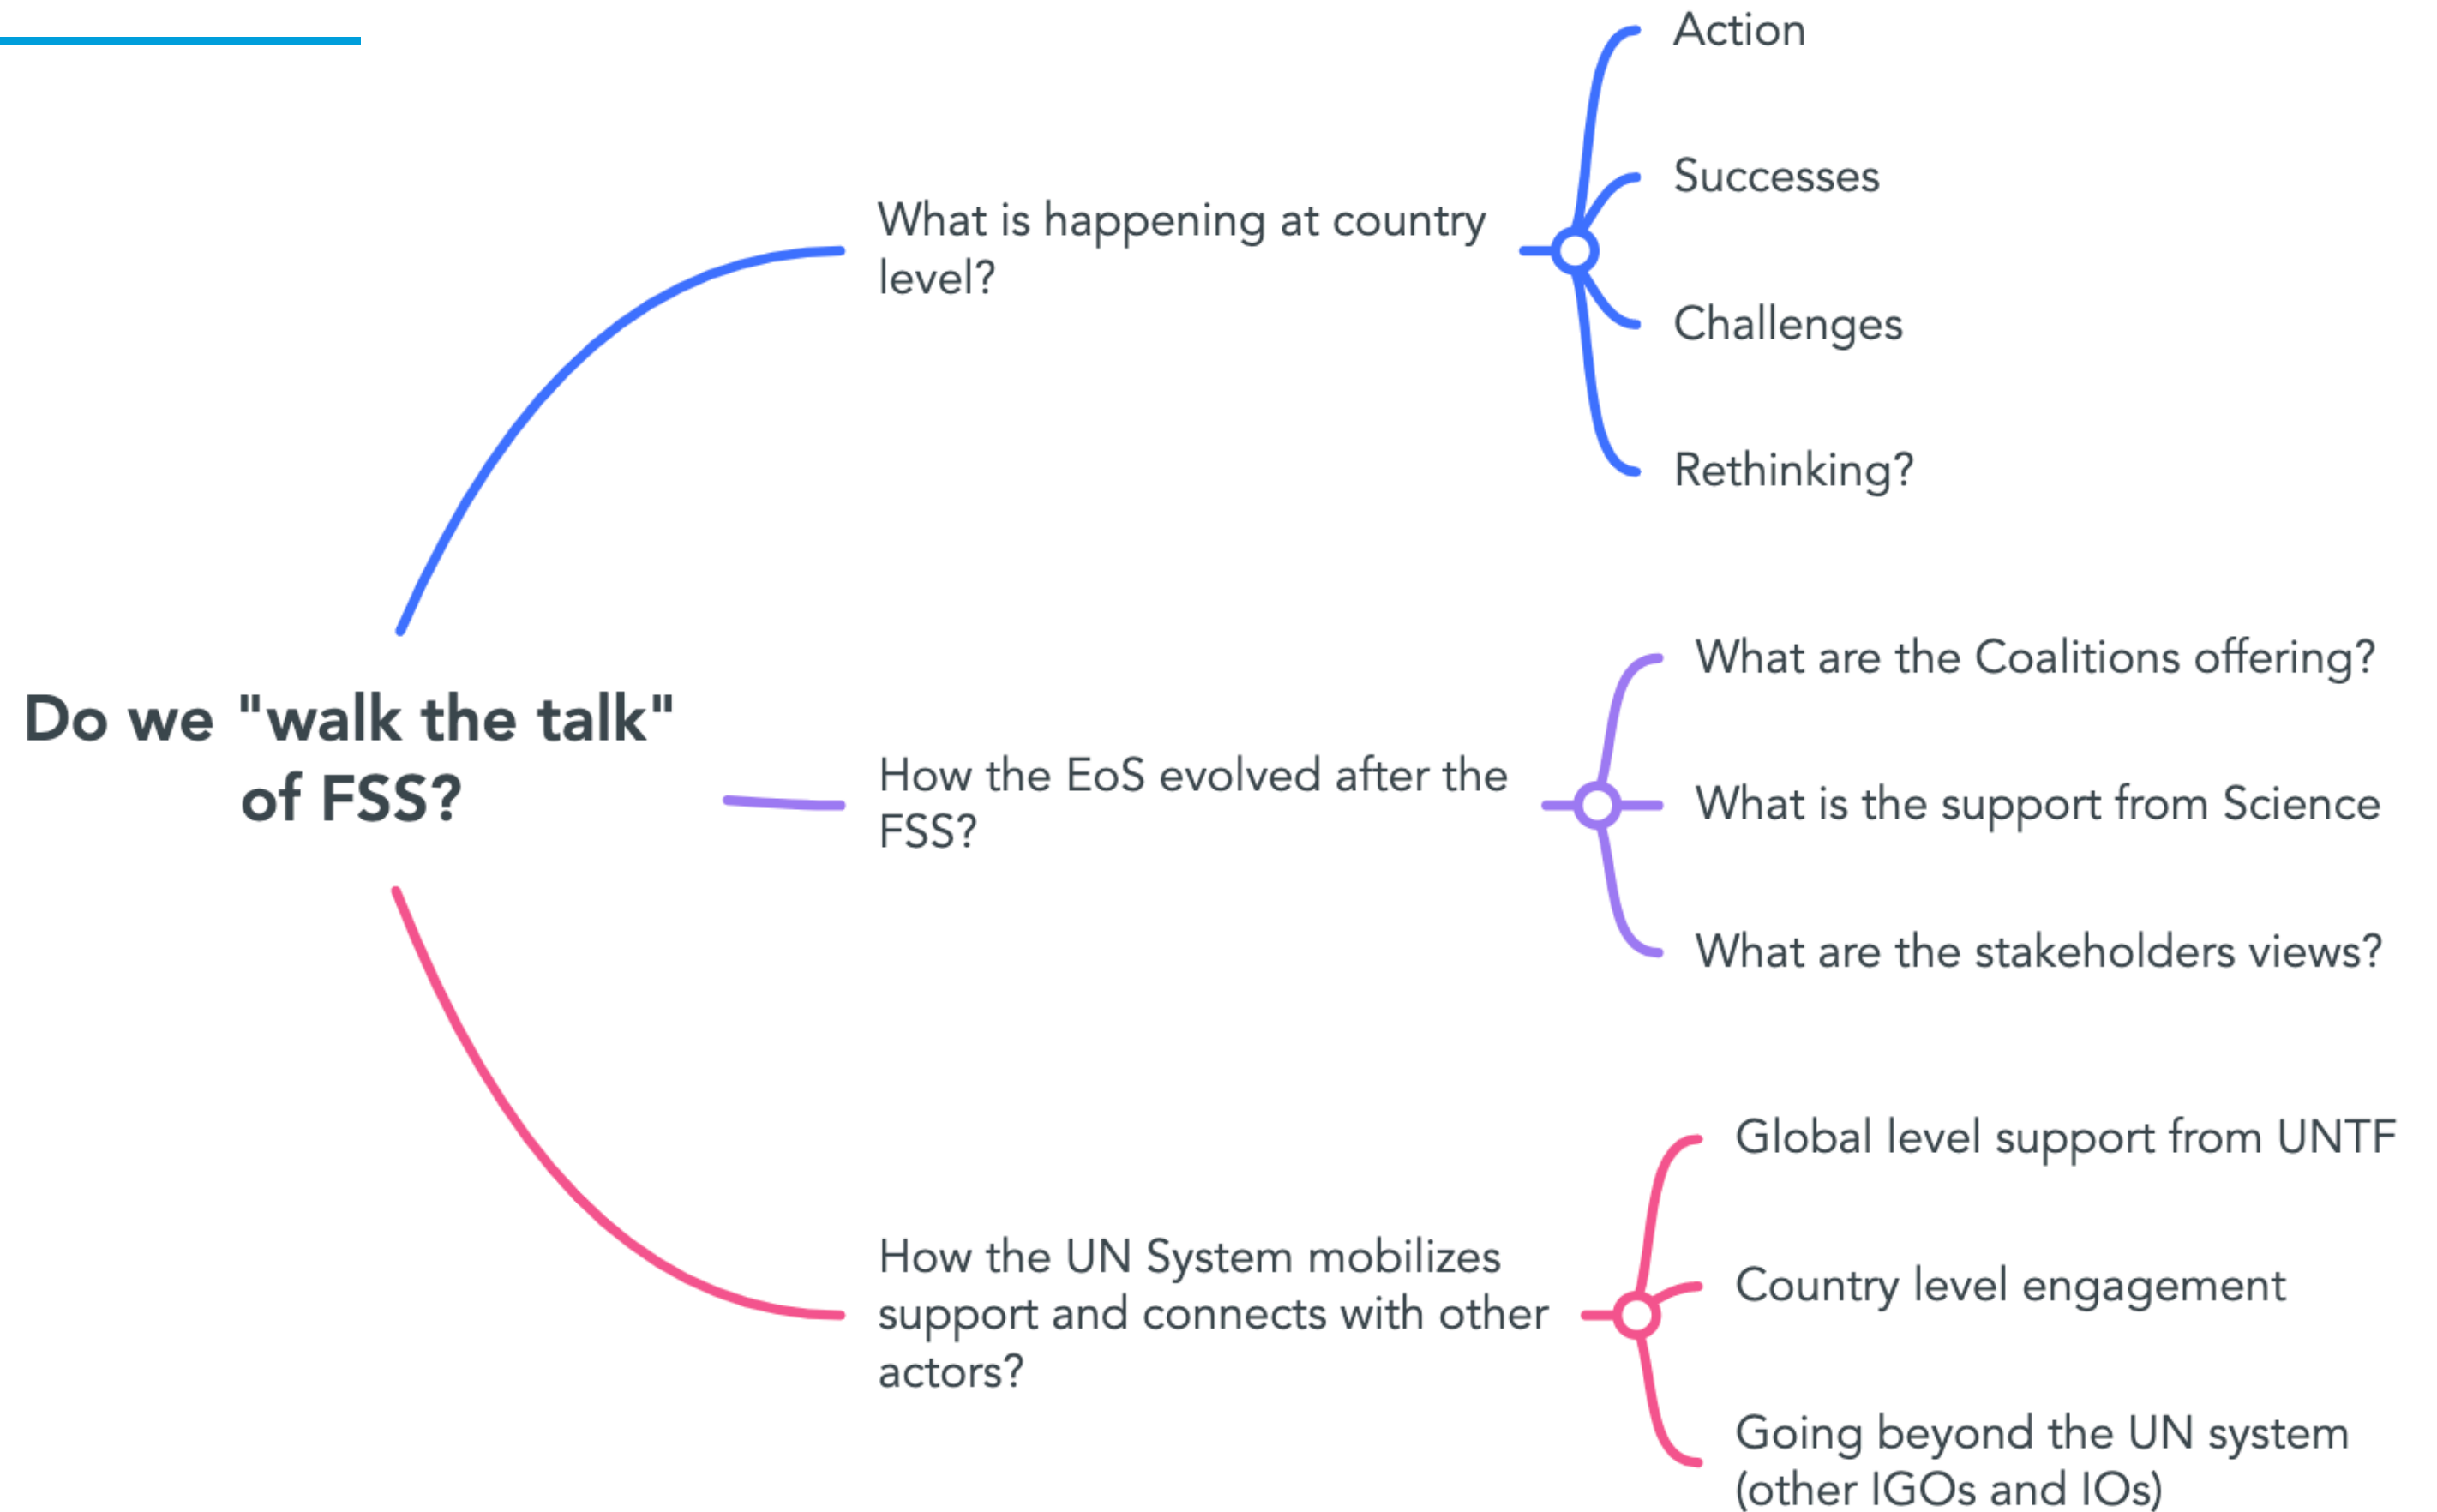 Do we "walk the talk"
of FSS?
What is happening at country
level?
Action
Successes
Challenges
Rethinking?
How the EoS evolved after the
FSS?
What are the Coalitions offering?
What is the support from Science
What are the stakeholders views?
How the UN System mobilizes
support and connects with other
actors?
Global level support from UNTF
Country level engagement
Going beyond the UN system
(other IGOs and IOs)